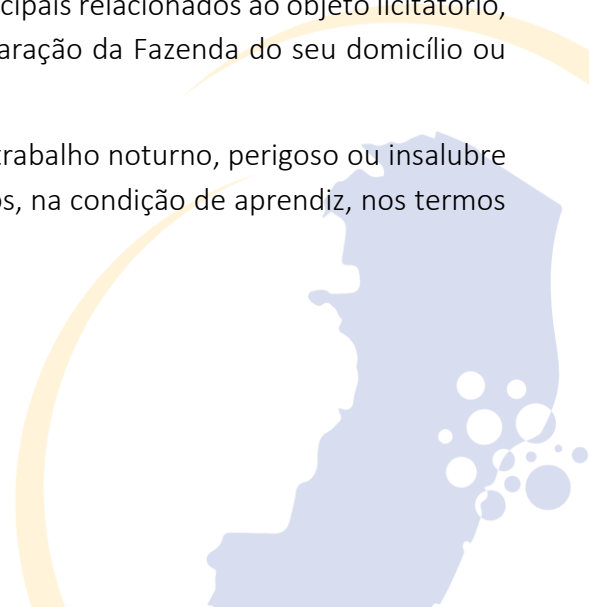 cipais relacionados ao objeto licitatório,
aração da Fazenda do seu domicílio ou
trabalho noturno, perigoso ou insalubre
os, na condição de aprendiz, nos termos